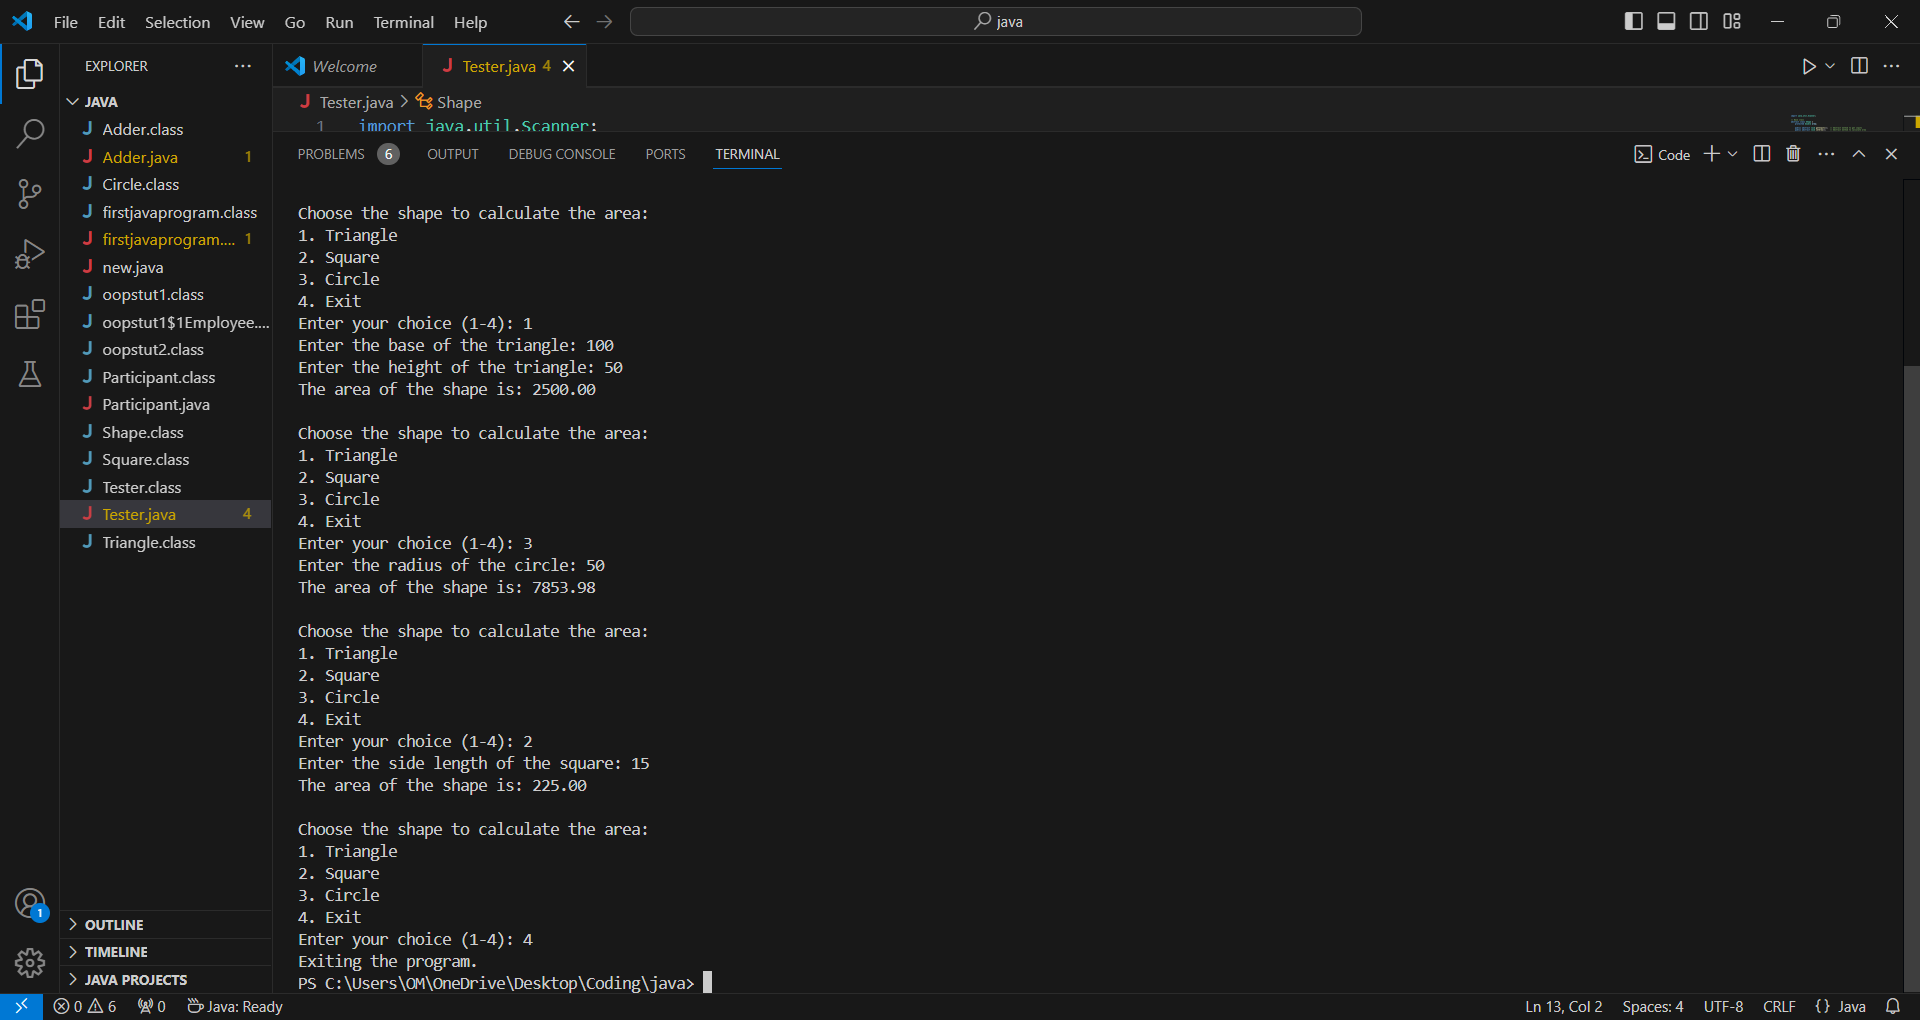 File Edit Selection View Go Run Terminal Help
java
EXPLORER
JAVA
Adder.class
Adder.java 1
Circle.class
firstjavaprogram.class
firstjavaprogram.... 1
new.java
oopstut1.class
oopstut1$1Employee....
oopstut2.class
Participant.class
Participant.java
Shape.class
Square.class
Tester.class
Tester.java 4
Triangle.class
OUTLINE
TIMELINE
JAVA PROJECTS
Welcome
Tester.java 4
Tester.java > Shape
1 import java.util.Scanner;
PROBLEMS 6 OUTPUT DEBUG CONSOLE PORTS TERMINAL
Code
Choose the shape to calculate the area:
1. Triangle
2. Square
3. Circle
4. Exit
Enter your choice (1-4): 1
Enter the base of the triangle: 100
Enter the height of the triangle: 50
The area of the shape is: 2500.00
Choose the shape to calculate the area:
1. Triangle
2. Square
3. Circle
4. Exit
Enter your choice (1-4): 3
Enter the radius of the circle: 50
The area of the shape is: 7853.98
Choose the shape to calculate the area:
1. Triangle
2. Square
3. Circle
4. Exit
Enter your choice (1-4): 2
Enter the side length of the square: 15
The area of the shape is: 225.00
Choose the shape to calculate the area:
1. Triangle
2. Square
3. Circle
4. Exit
Enter your choice (1-4): 4
Exiting the program.
PS C:\Users\OM\OneDrive\Desktop\Coding\java>
1
0 6 0 Java: Ready
Ln 13, Col 2 Spaces: 4 UTF-8 CRLF {} Java